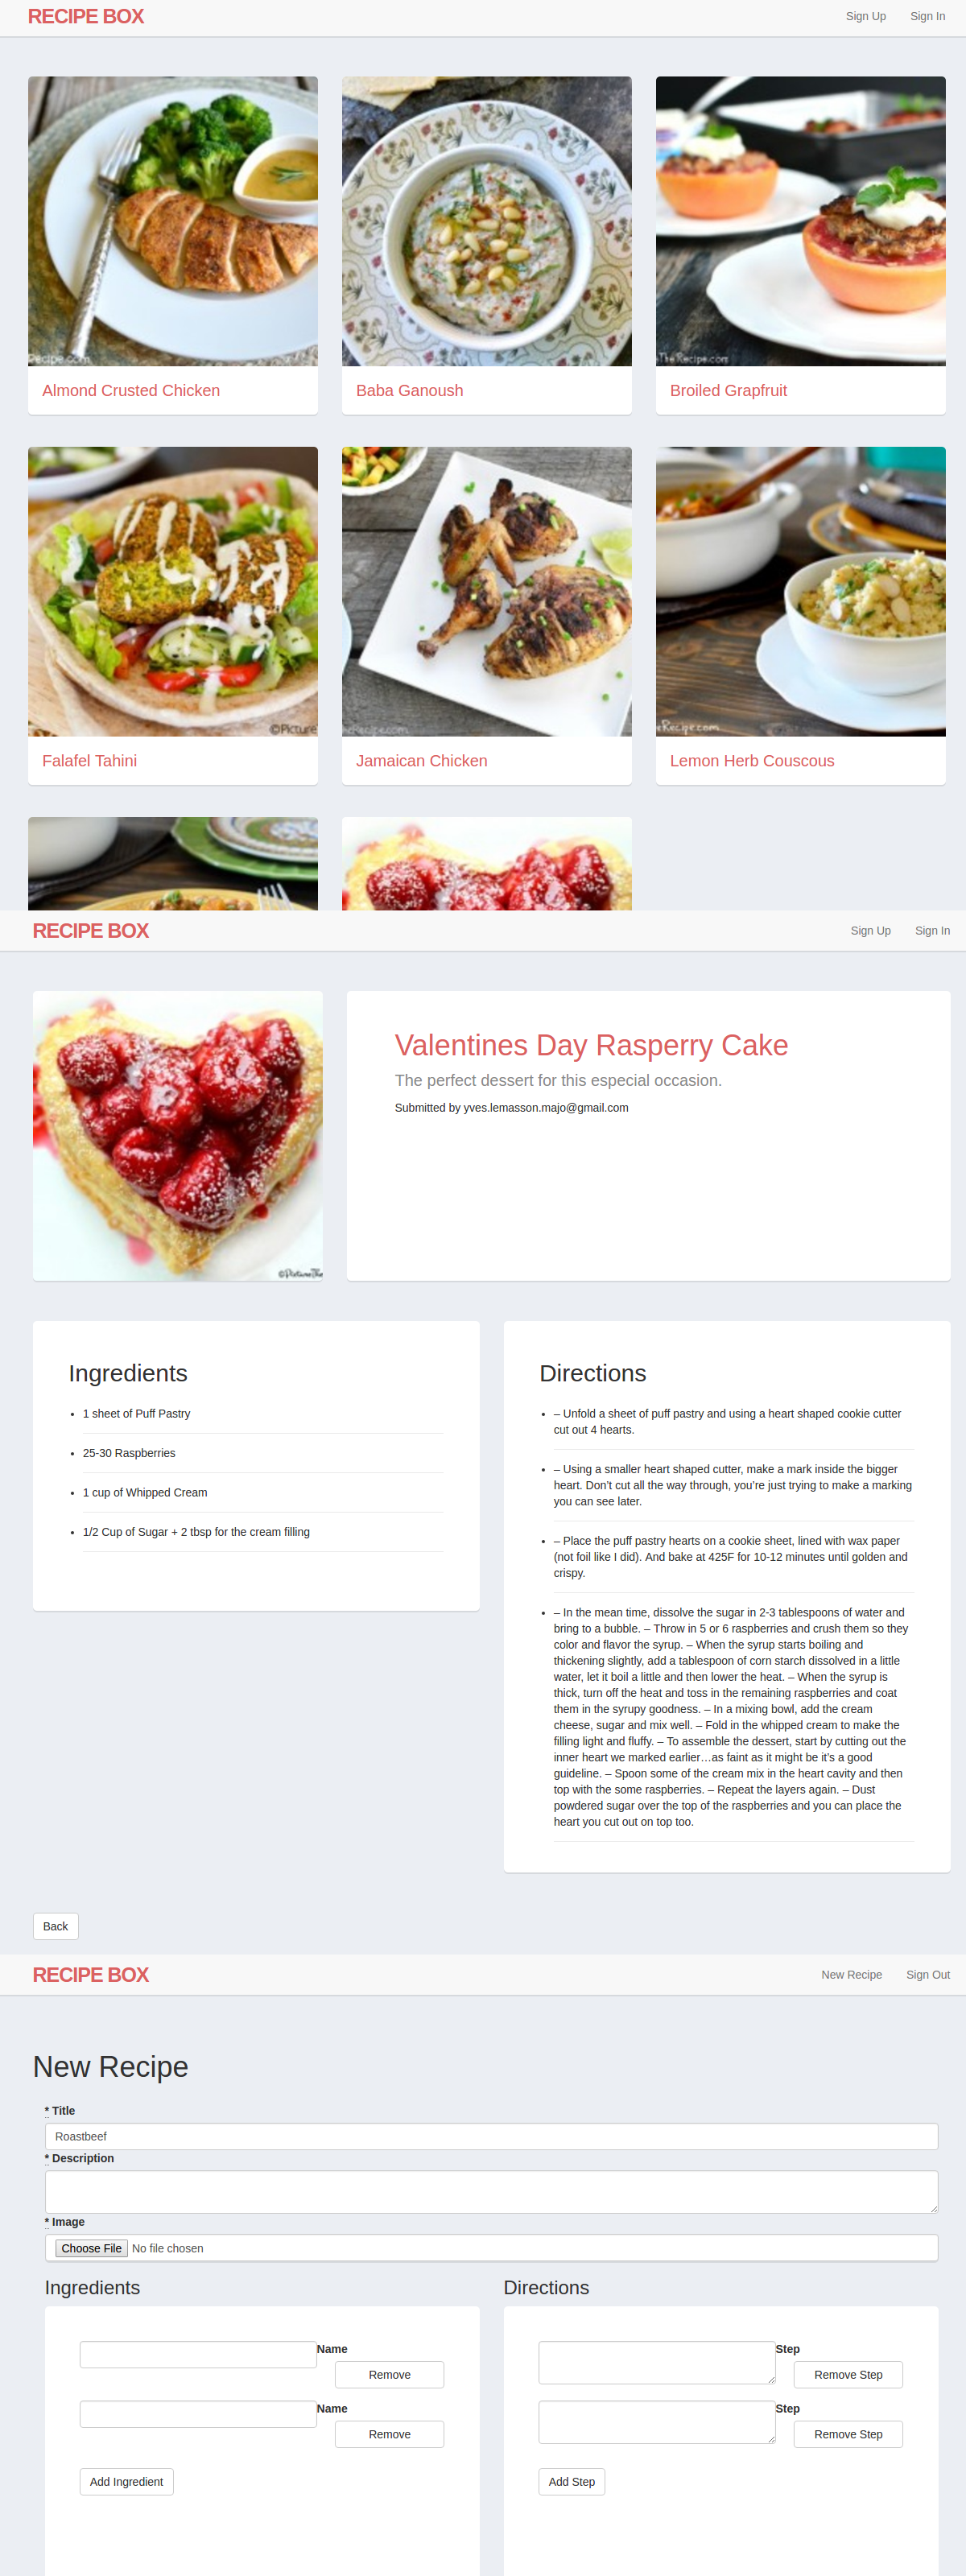 RECIPE BOX
Sign Up
Sign In
Recipe.com
TheRecipe.com
Almond Crusted Chicken
Baba Ganoush
Broiled Grapfruit
©Picture
eRecipe.com
Falafel Tahini
Jamaican Chicken
Lemon Herb Couscous
RECIPE BOX
Sign Up
Sign In
Valentines Day Rasperry Cake
The perfect dessert for this especial occasion.
Submitted by yves.lemasson.majo@gmail.com
©PictureThe
Ingredients
• 1 sheet of Puff Pastry
• 25-30 Raspberries
• 1 cup of Whipped Cream
• 1/2 Cup of Sugar + 2 tbsp for the cream filling
Directions
• – Unfold a sheet of puff pastry and using a heart shaped cookie cutter
cut out 4 hearts.
• – Using a smaller heart shaped cutter, make a mark inside the bigger
heart. Don’t cut all the way through, you’re just trying to make a marking
you can see later.
• – Place the puff pastry hearts on a cookie sheet, lined with wax paper
(not foil like I did). And bake at 425F for 10-12 minutes until golden and
crispy.
• – In the mean time, dissolve the sugar in 2-3 tablespoons of water and
bring to a bubble. – Throw in 5 or 6 raspberries and crush them so they
color and flavor the syrup. – When the syrup starts boiling and
thickening slightly, add a tablespoon of corn starch dissolved in a little
water, let it boil a little and then lower the heat. – When the syrup is
thick, turn off the heat and toss in the remaining raspberries and coat
them in the syrupy goodness. – In a mixing bowl, add the cream
cheese, sugar and mix well. – Fold in the whipped cream to make the
filling light and fluffy. – To assemble the dessert, start by cutting out the
inner heart we marked earlier…as faint as it might be it’s a good
guideline. – Spoon some of the cream mix in the heart cavity and then
top with the some raspberries. – Repeat the layers again. – Dust
powdered sugar over the top of the raspberries and you can place the
heart you cut out on top too.
Back
RECIPE BOX
New Recipe
Sign Out
New Recipe
* Title
Roastbeef
* Description
* Image
Choose File No file chosen
Ingredients
Name
Remove
Name
Remove
Add Ingredient
Directions
Step
Remove Step
Step
Remove Step
Add Step